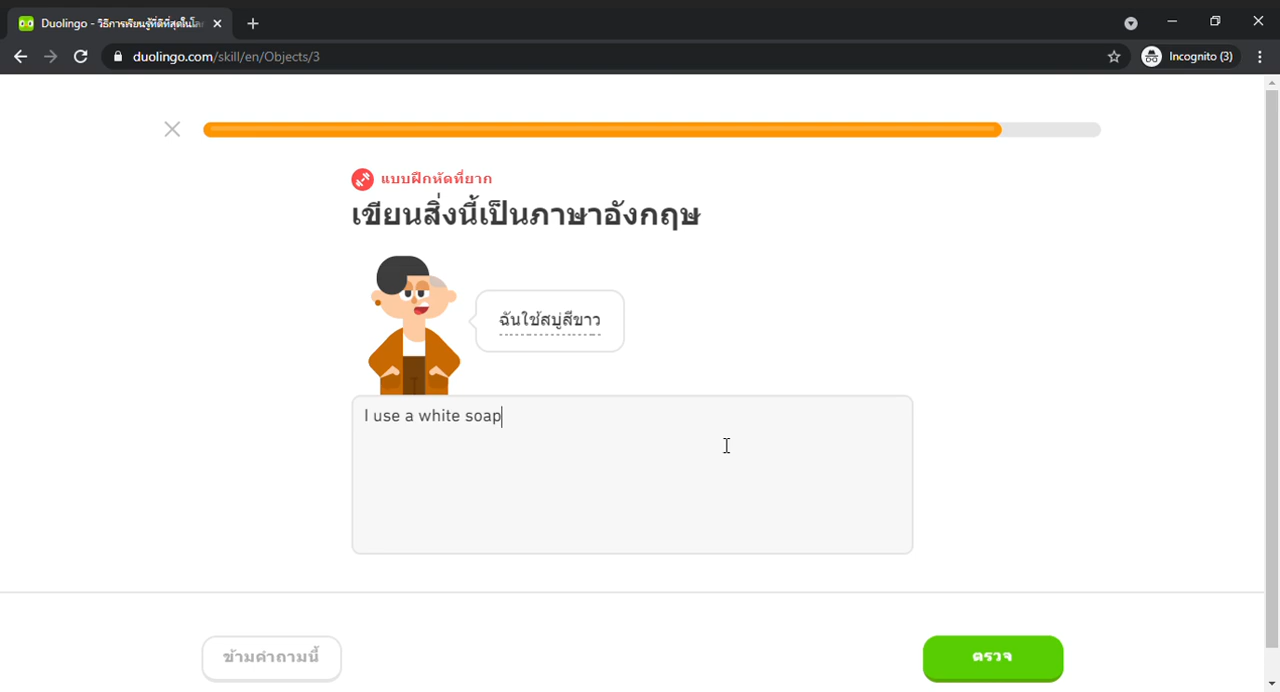 Duolingo - วิธีการเรียนรู้ที่ดีที่สุดในโล
duolingo.com/skill/en/Objects/3
Incognito (3)
แบบฝึกหัดที่ยาก
เขียนสิ่งนี้เป็นภาษาอังกฤษ
ฉันใช้สบู่สีขาว
I use a white soap
ข้ามคำถามนี้
ตรวจ